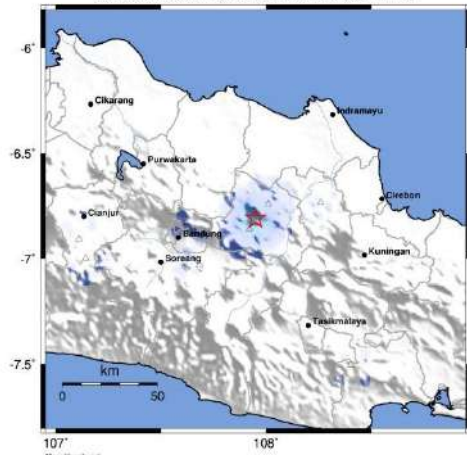 -6°
Cikarang
Indramayu
-6.5°
Purwakarta
Cirebon
Cianjur
Bandung
-7°
Soreang
Kuningan
Tasikmalaya
-7.5°
km
0
50
107°
108°